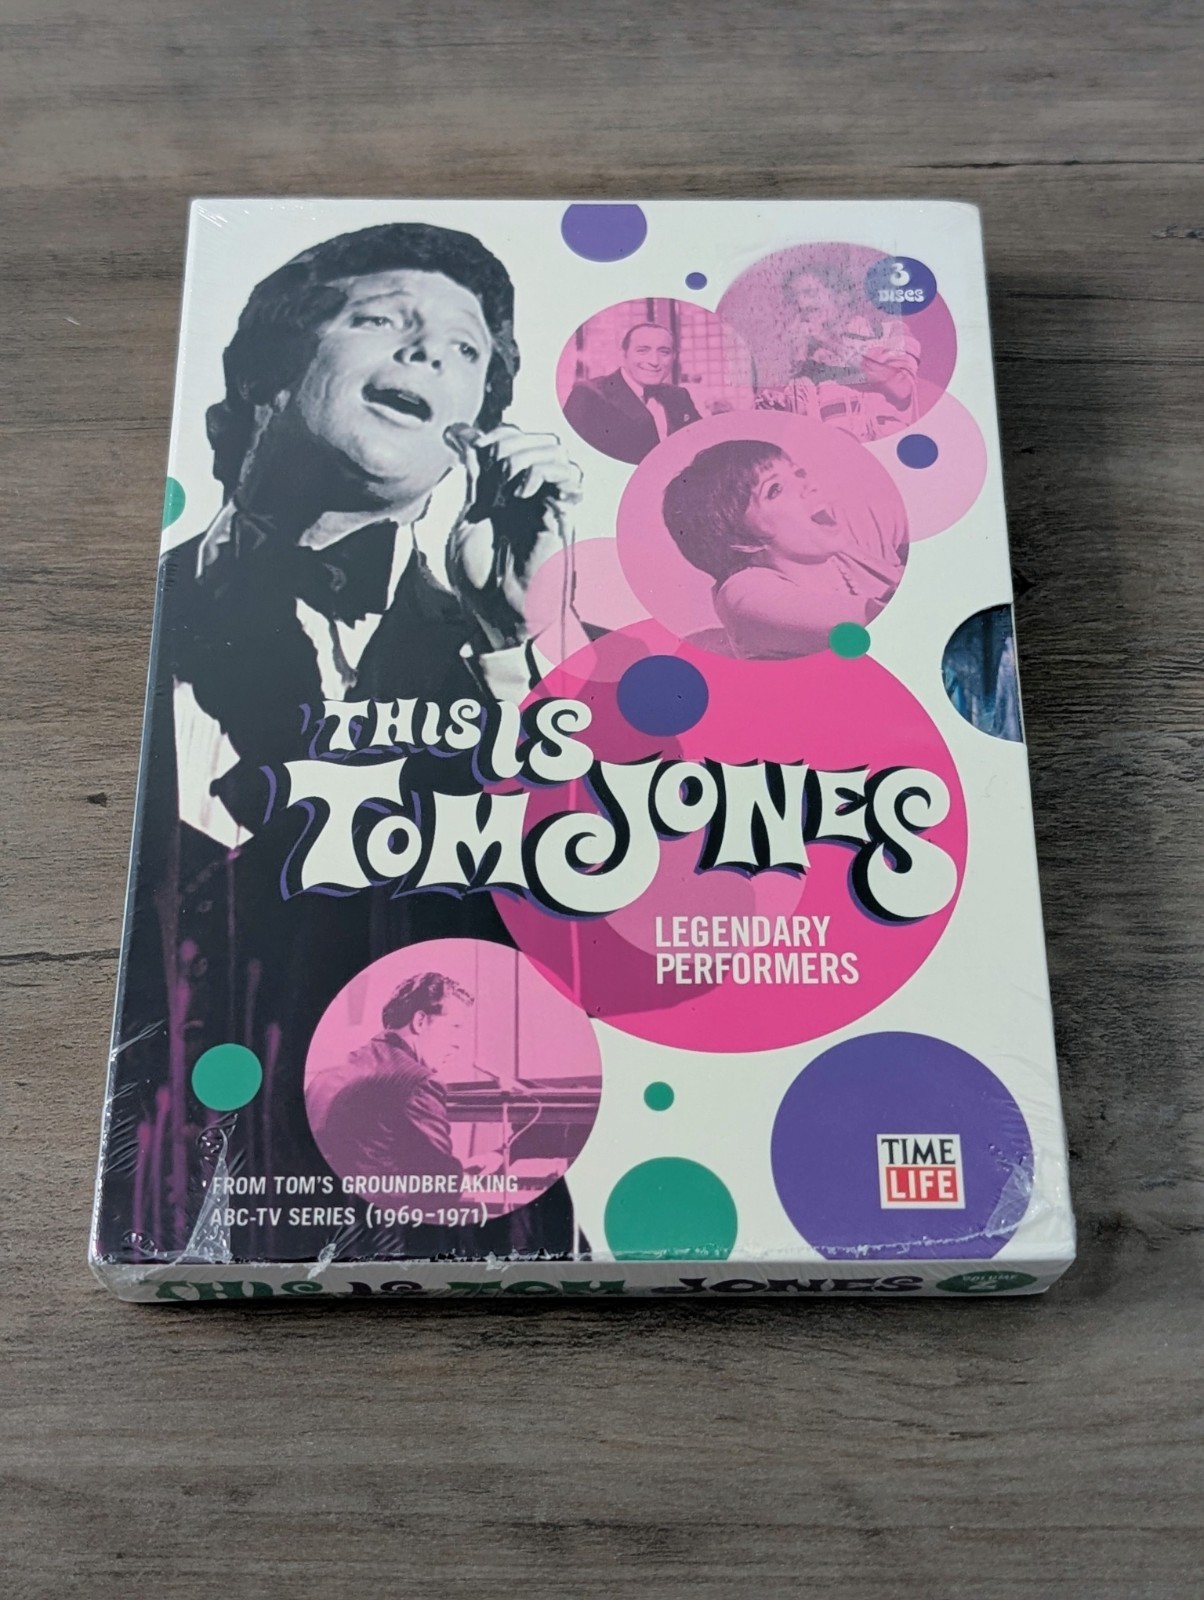 3
DISCS
THIS IS
TOM JONES
LEGENDARY
PERFORMERS
FROM TOM'S GROUNDBREAKING
ABC-TV SERIES (1969-1971)
TIME
LIFE
THIS IS TOM JONES
VOLUME